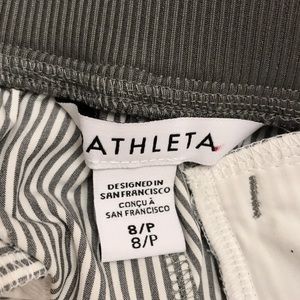 ATHLETA
DESIGNED IN
SAN FRANCISCO
CONÇU À
SAN FRANCISCO
8/P
8/P